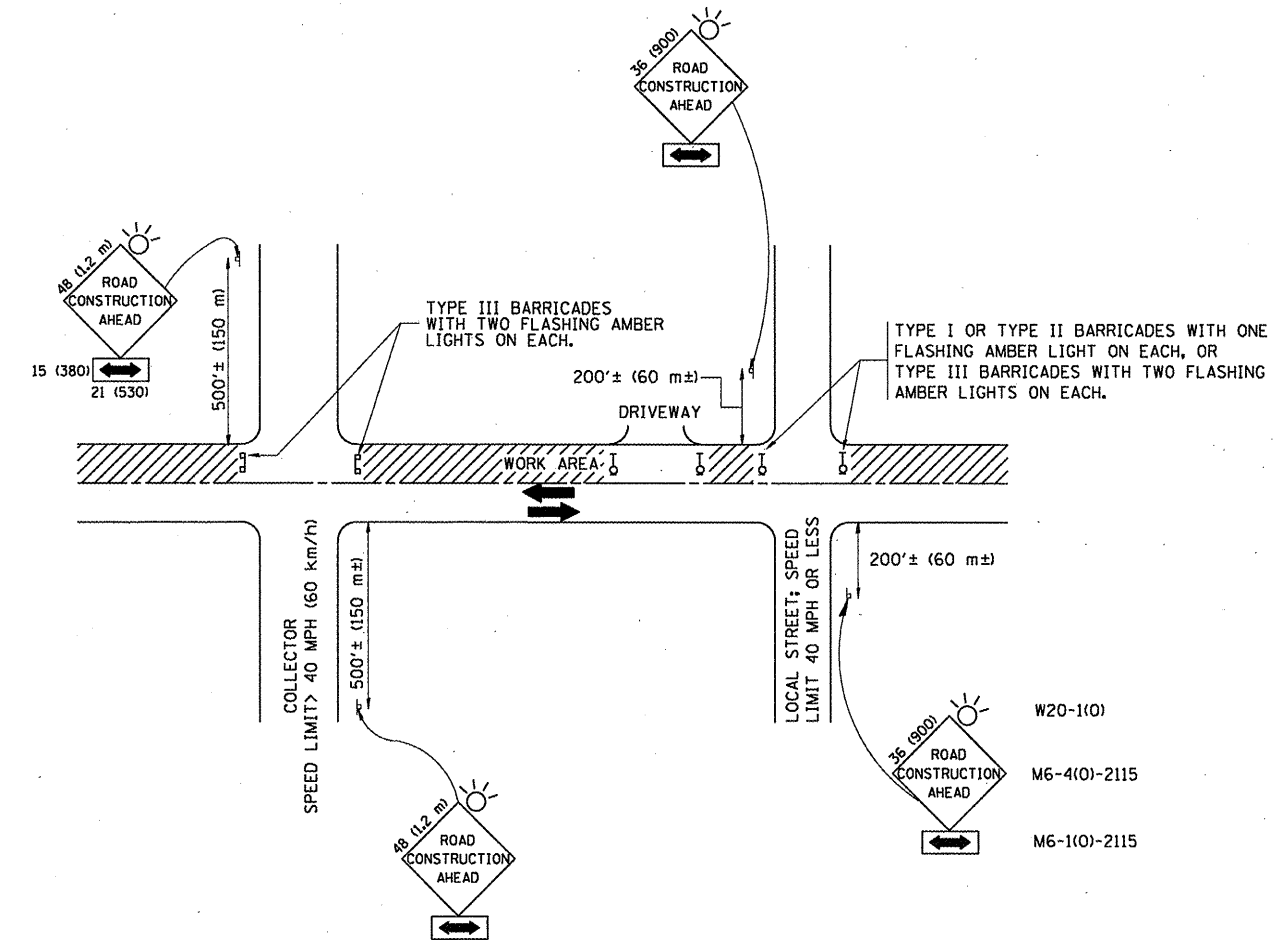 36 (900)
ROAD
CONSTRUCTION
AHEAD
48 (1.2 m)
ROAD
CONSTRUCTION
AHEAD
15 (380)
21 (530)
500'± (150 m)
TYPE III BARRICADES
WITH TWO FLASHING AMBER
LIGHTS ON EACH.
200'± (60 m±)
DRIVEWAY
TYPE I OR TYPE II BARRICADES WITH ONE
FLASHING AMBER LIGHT ON EACH, OR
TYPE III BARRICADES WITH TWO FLASHING
AMBER LIGHTS ON EACH.
WORK AREA
COLLECTOR
SPEED LIMIT> 40 MPH (60 km/h)
500'± (150 m±)
LOCAL STREET; SPEED
LIMIT 40 MPH OR LESS
200'± (60 m±)
48 (1.2 m)
ROAD
CONSTRUCTION
AHEAD
36 (900)
ROAD
CONSTRUCTION
AHEAD
W20-1(O)
M6-4(O)-2115
M6-1(O)-2115